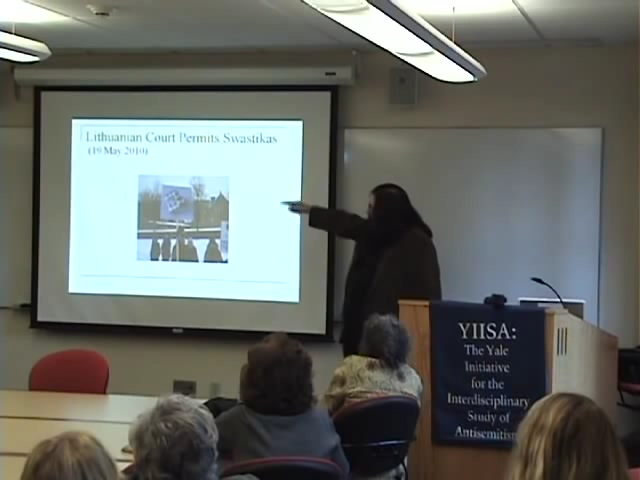 Lithuanian Court Permits Swastikas
(19 May 2010)
YIISA:
The Yale
Initiative
for the
Interdisciplinary
Study of
Antisemitism